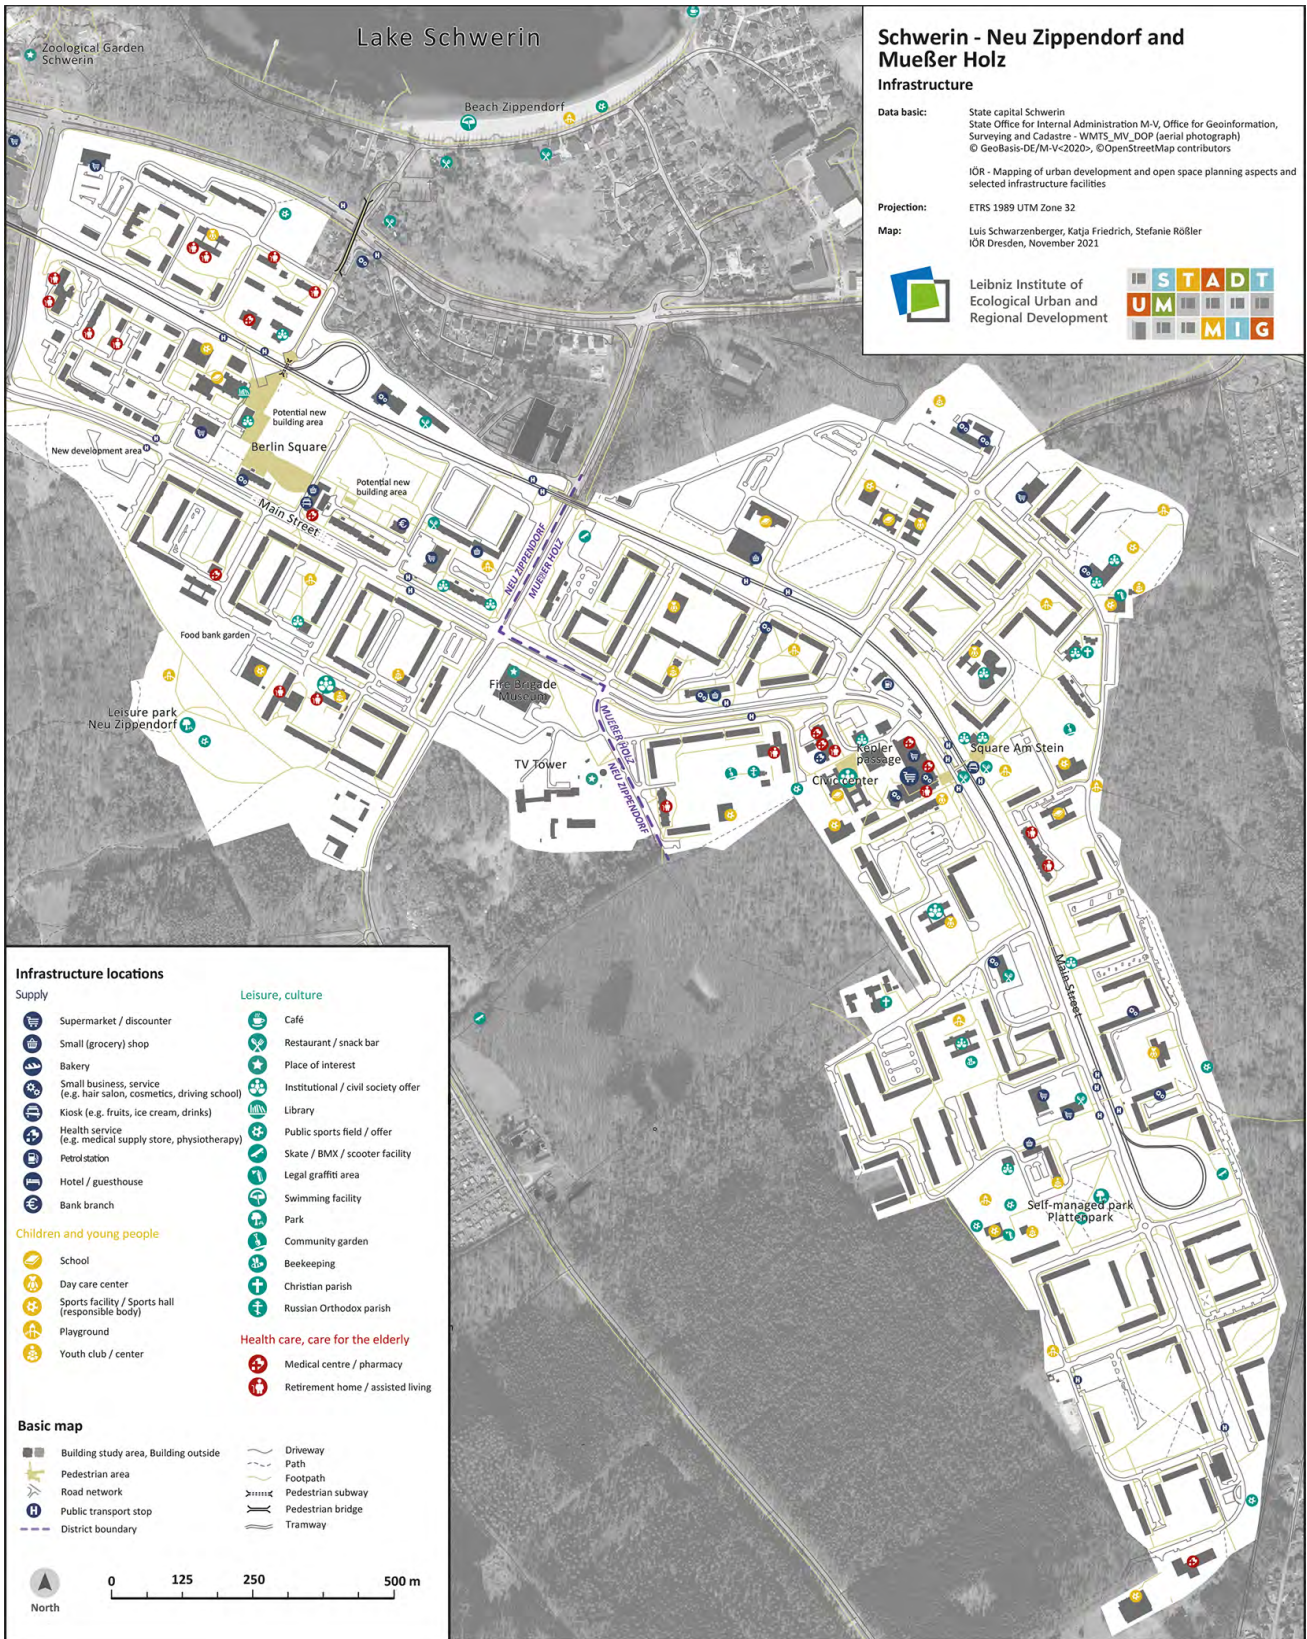 Schwerin - Neu Zippendorf and
Mueßer Holz
Infrastructure
Data basic:
State capital Schwerin
State Office for Internal Administration M-V, Office for Geoinformation,
Surveying and Cadastre - WMTS_MV_DOP (aerial photograph)
© GeoBasis-DE/M-V<2020>, ©OpenStreetMap contributors
IÖR - Mapping of urban development and open space planning aspects and
selected infrastructure facilities
Projection:
ETRS 1989 UTM Zone 32
Map:
Luis Schwarzenberger, Katja Friedrich, Stefanie Rößler
IÖR Dresden, November 2021
Leibniz Institute of
Ecological Urban and
Regional Development
STADT
UM
MIG
Lake Schwerin
Zoological Garden
Schwerin
Beach Zippendorf
Potential new
building area
Berlin Square
New development area
Potential new
building area
Main Street
NEU ZIPPENDORF
MUEßER HOLZ
Food bank garden
Fire Brigade
Museum
Leisure park
Neu Zippendorf
MUEßER HOLZ
NEU ZIPPENDORF
TV Tower
Kepler
passage
Square Am Stein
Civic center
Main Street
Self-managed park
Plattenpark
Infrastructure locations
Supply
Supermarket / discounter
Small (grocery) shop
Bakery
Small business, service
(e.g. hair salon, cosmetics, driving school)
Kiosk (e.g. fruits, ice cream, drinks)
Health service
(e.g. medical supply store, physiotherapy)
Petrol station
Hotel / guesthouse
Bank branch
Children and young people
School
Day care center
Sports facility / Sports hall
(responsible body)
Playground
Youth club / center
Leisure, culture
Café
Restaurant / snack bar
Place of interest
Institutional / civil society offer
Library
Public sports field / offer
Skate / BMX / scooter facility
Legal graffiti area
Swimming facility
Park
Community garden
Beekeeping
Christian parish
Russian Orthodox parish
Health care, care for the elderly
Medical centre / pharmacy
Retirement home / assisted living
Basic map
Building study area, Building outside
Pedestrian area
Road network
H Public transport stop
District boundary
Driveway
Path
Footpath
Pedestrian subway
Pedestrian bridge
Tramway
North
0 125 250 500 m